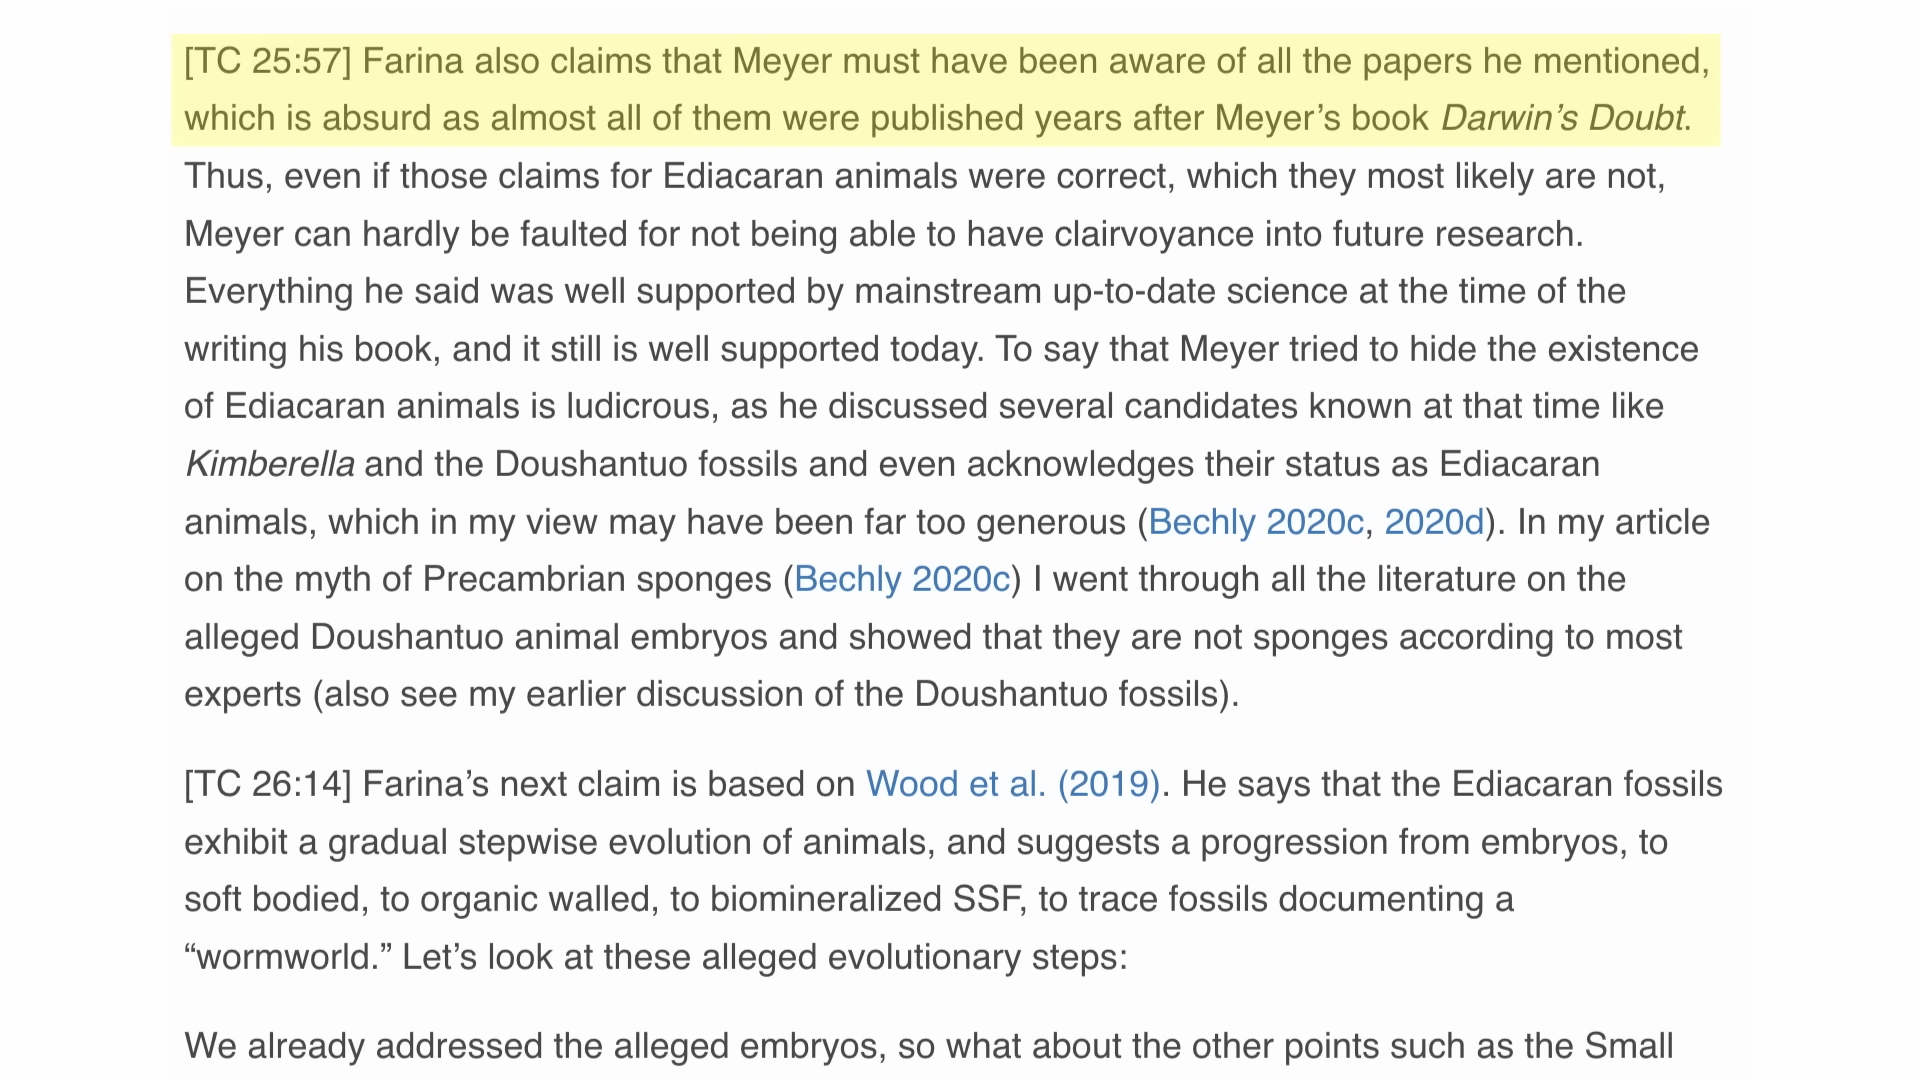 [TC 25:57] Farina also claims that Meyer must have been aware of all the papers he mentioned,
which is absurd as almost all of them were published years after Meyer’s book Darwin’s Doubt.
Thus, even if those claims for Ediacaran animals were correct, which they most likely are not,
Meyer can hardly be faulted for not being able to have clairvoyance into future research.
Everything he said was well supported by mainstream up-to-date science at the time of the
writing his book, and it still is well supported today. To say that Meyer tried to hide the existence
of Ediacaran animals is ludicrous, as he discussed several candidates known at that time like
Kimberella and the Doushantuo fossils and even acknowledges their status as Ediacaran
animals, which in my view may have been far too generous (Bechly 2020c, 2020d). In my article
on the myth of Precambrian sponges (Bechly 2020c) I went through all the literature on the
alleged Doushantuo animal embryos and showed that they are not sponges according to most
experts (also see my earlier discussion of the Doushantuo fossils).
[TC 26:14] Farina’s next claim is based on Wood et al. (2019). He says that the Ediacaran fossils
exhibit a gradual stepwise evolution of animals, and suggests a progression from embryos, to
soft bodied, to organic walled, to biomineralized SSF, to trace fossils documenting a
“wormworld.” Let’s look at these alleged evolutionary steps:
We already addressed the alleged embryos, so what about the other points such as the Small